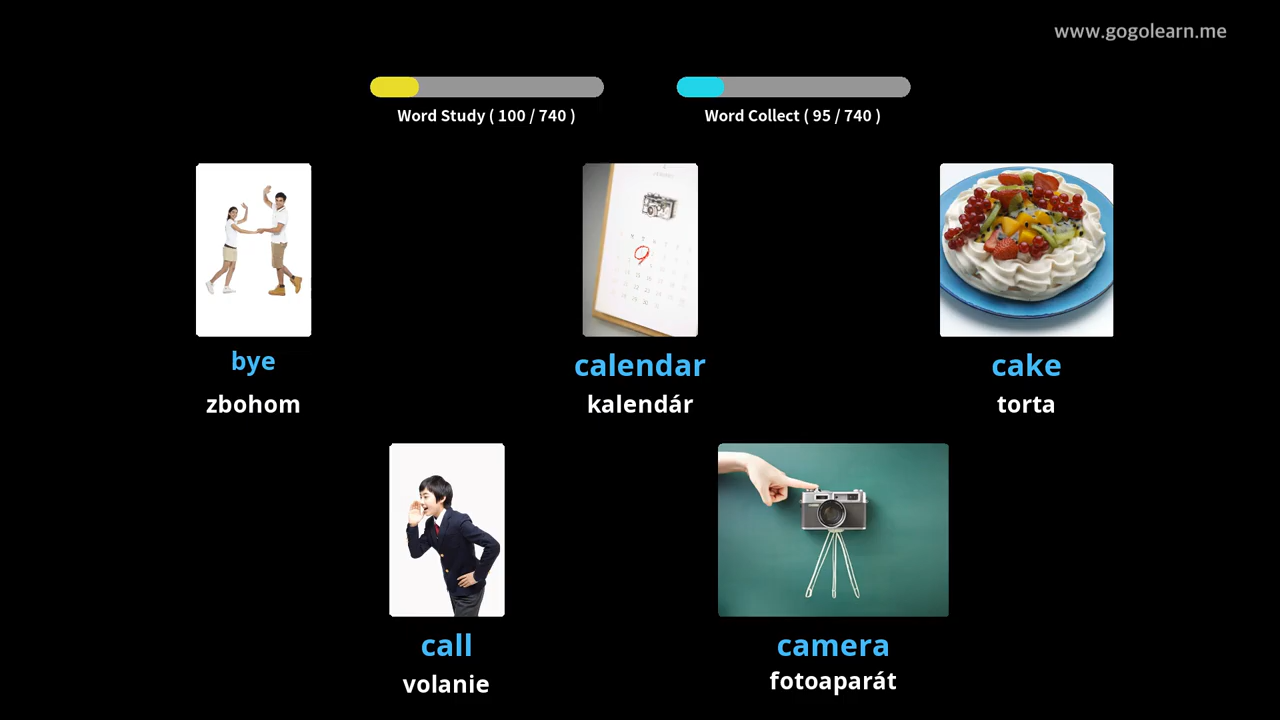 www.gogolearn.me
Word Study ( 100 / 740 )
Word Collect ( 95 / 740 )
bye
zbohom
calendar
kalendár
cake
torta
call
volanie
camera
fotoaparát